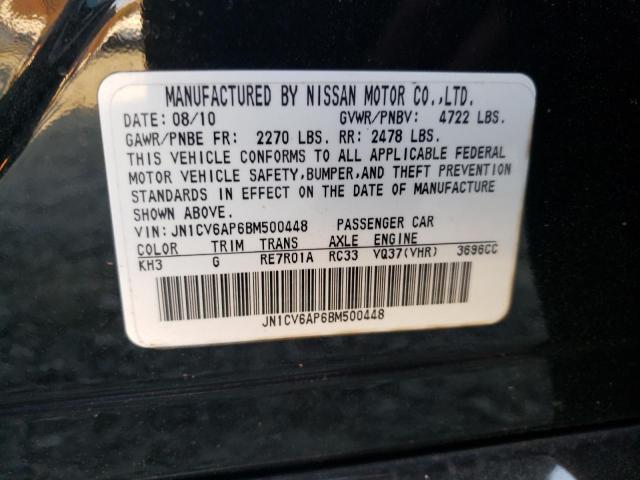 MANUFACTURED BY NISSAN MOTOR CO.,LTD.
DATE: 08/10 GVWR/PNBV: 4722 LBS.
GAWR/PNBE FR: 2270 LBS. RR: 2478 LBS.
THIS VEHICLE CONFORMS TO ALL APPLICABLE FEDERAL
MOTOR VEHICLE SAFETY,BUMPER,AND THEFT PREVENTION
STANDARDS IN EFFECT ON THE DATE OF MANUFACTURE
SHOWN ABOVE.
VIN: JN1CV6AP6BM500448 PASSENGER CAR
COLOR TRIM TRANS AXLE ENGINE
KH3 G RE7R01A RC33 VQ37(VHR) 3696CC
JN1CV6AP6BM500448